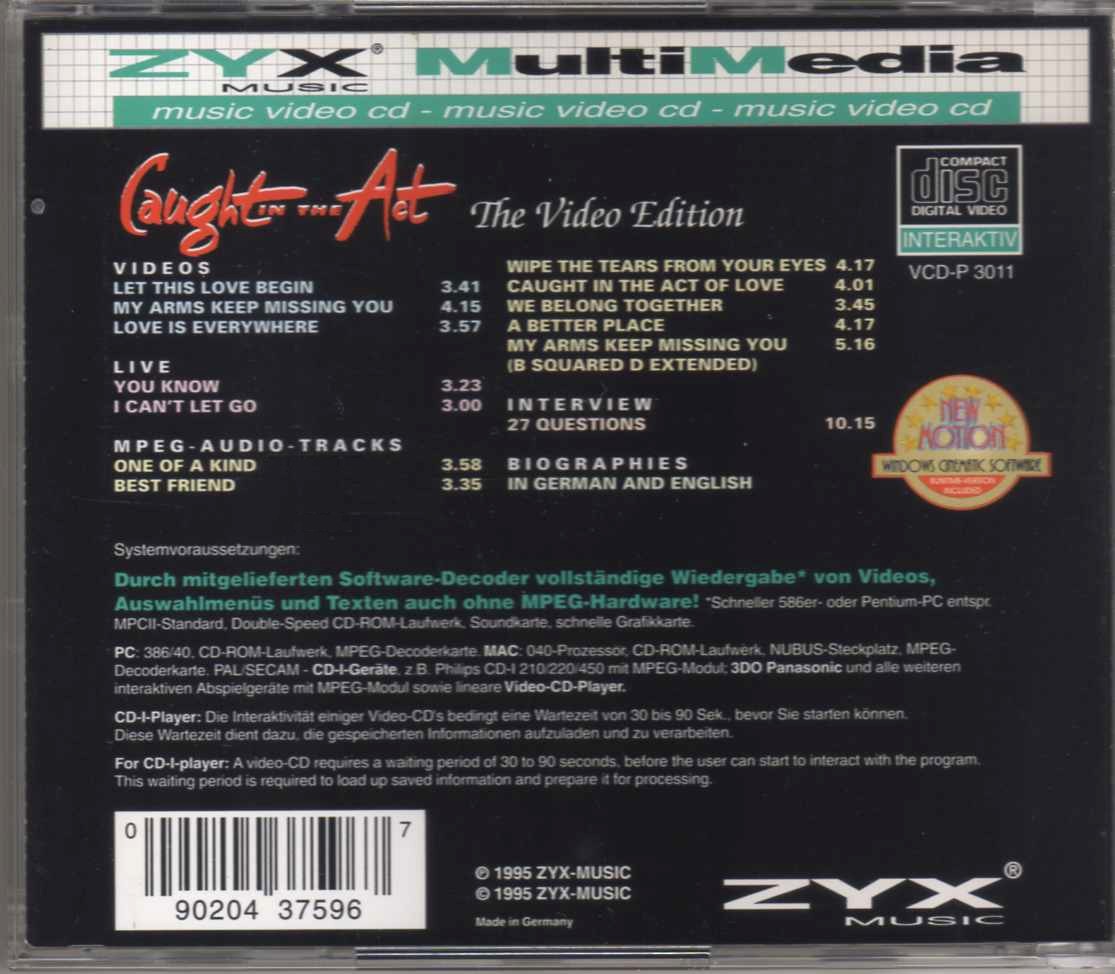 ZYX® MultiMedia
MUSIC
music video cd - music video cd - music video cd
Caught IN THE Act The Video Edition
COMPACT
disc
DIGITAL VIDEO
INTERAKTIV
VCD-P 3011
VIDEOS
LET THIS LOVE BEGIN 3.41
MY ARMS KEEP MISSING YOU 4.15
LOVE IS EVERYWHERE 3.57
LIVE
YOU KNOW 3.23
I CAN'T LET GO 3.00
MPEG-AUDIO-TRACKS
ONE OF A KIND 3.58
BEST FRIEND 3.35
WIPE THE TEARS FROM YOUR EYES 4.17
CAUGHT IN THE ACT OF LOVE 4.01
WE BELONG TOGETHER 3.45
A BETTER PLACE 4.17
MY ARMS KEEP MISSING YOU 5.16
(B SQUARED D EXTENDED)
INTERVIEW
27 QUESTIONS 10.15
BIOGRAPHIES
IN GERMAN AND ENGLISH
NEW
MOTION
WINDOWS CINEMATIC SOFTWARE
RUNTIME-VERSION
INCLUDED
Systemvoraussetzungen:
Durch mitgelieferten Software-Decoder vollständige Wiedergabe* von Videos,
Auswahlmenüs und Texten auch ohne MPEG-Hardware! *Schneller 586er- oder Pentium-PC entspr.
MPCII-Standard, Double-Speed CD-ROM-Laufwerk, Soundkarte, schnelle Grafikkarte.
PC: 386/40, CD-ROM-Laufwerk, MPEG-Decoderkarte. MAC: 040-Prozessor, CD-ROM-Laufwerk, NUBUS-Steckplatz, MPEG-
Decoderkarte. PAL/SECAM - CD-I-Geräte, z.B. Philips CD-I 210/220/450 mit MPEG-Modul; 3DO Panasonic und alle weiteren
interaktiven Abspielgeräte mit MPEG-Modul sowie lineare Video-CD-Player.
CD-I-Player: Die Interaktivität einiger Video-CD's bedingt eine Wartezeit von 30 bis 90 Sek., bevor Sie starten können.
Diese Wartezeit dient dazu, die gespeicherten Informationen aufzuladen und zu verarbeiten.
For CD-I-player: A video-CD requires a waiting period of 30 to 90 seconds, before the user can start to interact with the program.
This waiting period is required to load up saved information and prepare it for processing.
0 7
90204 37596
℗ 1995 ZYX-MUSIC
© 1995 ZYX-MUSIC
Made in Germany
ZYX®
MUSIC